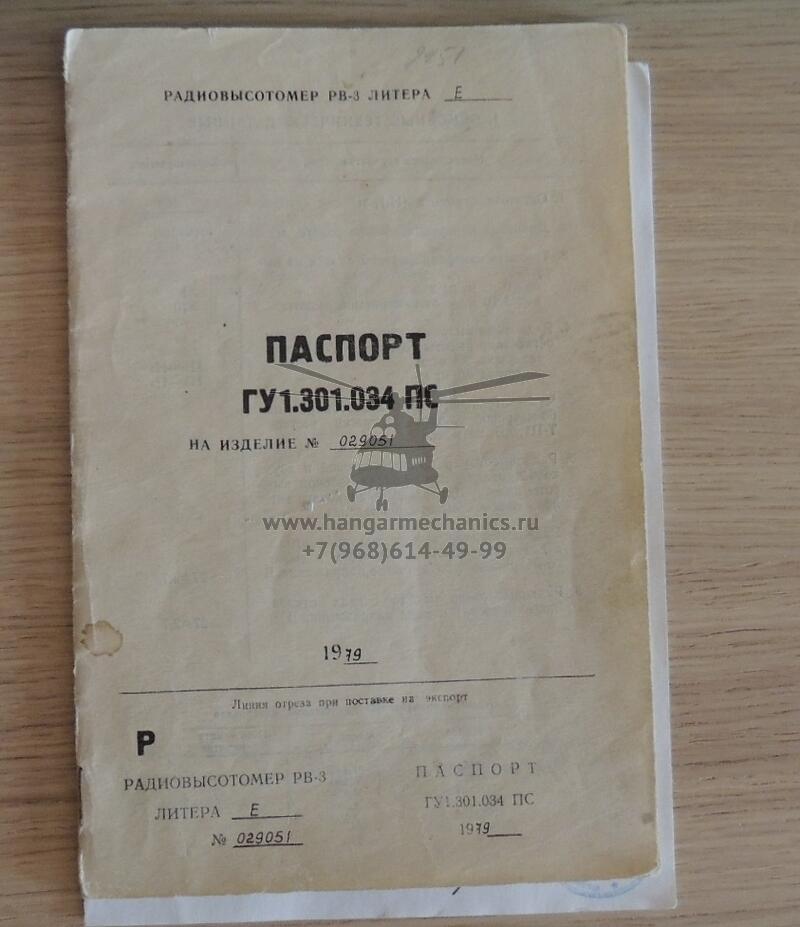 9451
РАДИОВЫСОТОМЕР РВ-3 ЛИТЕРА Е
ПАСПОРТ
ГУ1.301.034 ПС
НА ИЗДЕЛИЕ № 029051
www.hangarmechanics.ru
+7(968)614-49-99
1979
Линия отреза при поставке на экспорт
Р
РАДИОВЫСОТОМЕР РВ-3
ЛИТЕРА Е
№ 029051
ПАСПОРТ
ГУ1.301.034 ПС
1979